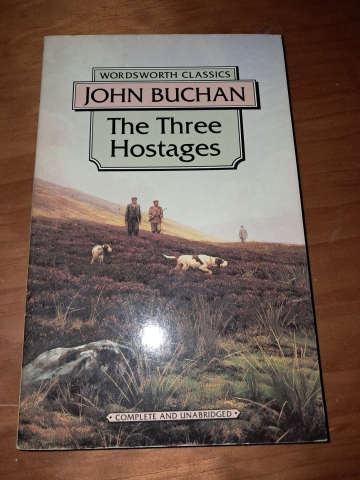 WORDSWORTH CLASSICS
JOHN BUCHAN
The Three
Hostages
· COMPLETE AND UNABRIDGED ·